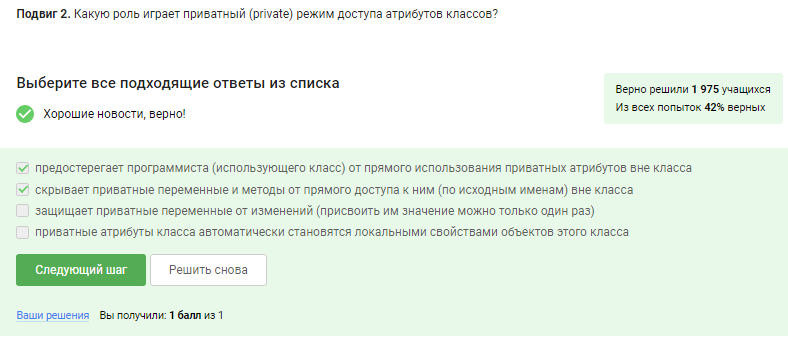 Подвиг 2. Какую роль играет приватный (private) режим доступа атрибутов классов?
Выберите все подходящие ответы из списка
Верно решили 1 975 учащихся
Из всех попыток 42% верных
Хорошие новости, верно!
предостерегает программиста (использующего класс) от прямого использования приватных атрибутов вне класса
скрывает приватные переменные и методы от прямого доступа к ним (по исходным именам) вне класса
защищает приватные переменные от изменений (присвоить им значение можно только один раз)
приватные атрибуты класса автоматически становятся локальными свойствами объектов этого класса
Следующий шаг
Решить снова
Ваши решения Вы получили: 1 балл из 1